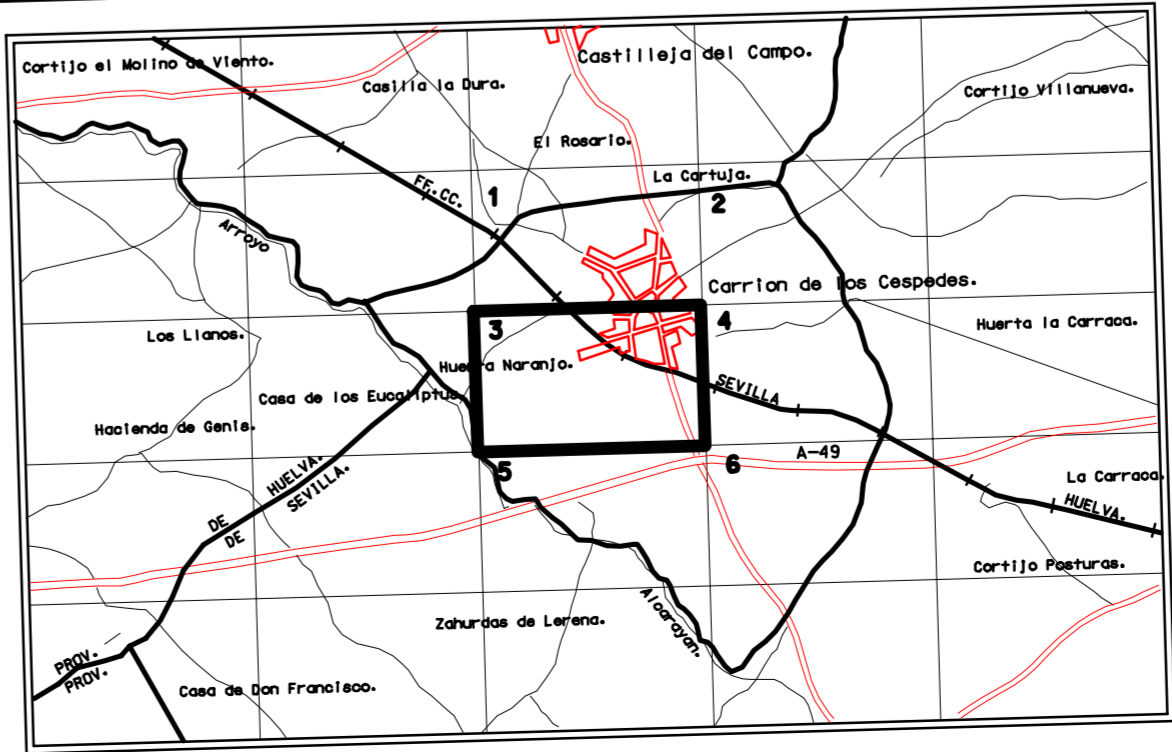 Castilleja del Campo.
Cortijo el Molino de Viento.
Casilla la Dura.
Cortijo Villanueva.
El Rosario.
La Cartuja.
FF.CC.
1
2
Arroyo
Carrion de los Cespedes.
3
4
Los Llanos.
Huerta la Carraca.
Huerta Naranjo.
SEVILLA
Casa de los Eucaliptus.
Hacienda de Genis.
A-49
5
6
HUELVA.
SEVILLA.
La Carraca.
HUELVA.
DE
DE
Cortijo Posturas.
Alcarayan.
Zahurdas de Lerena.
PROV.
PROV.
Casa de Don Francisco.